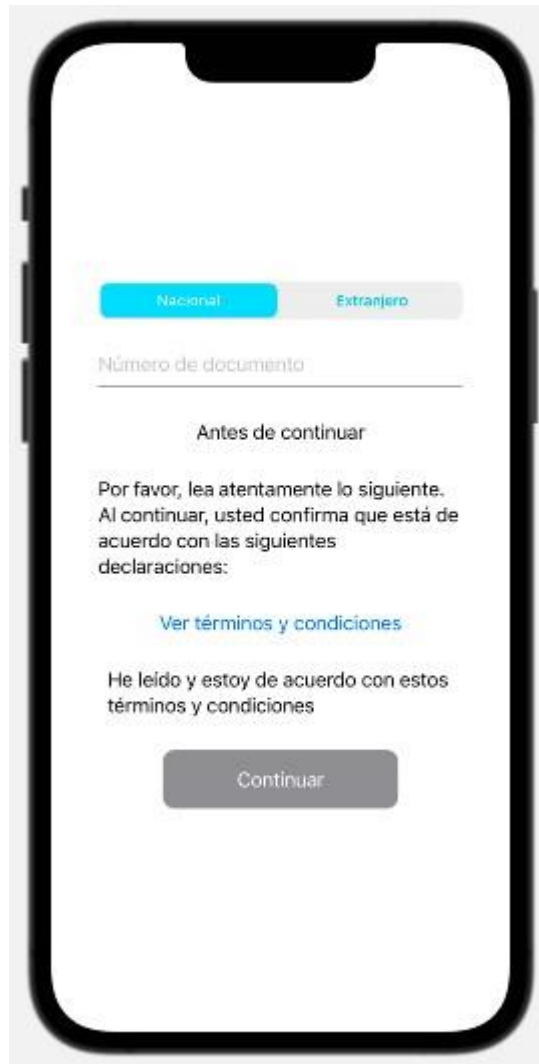 Nacional
Extranjero
Número de documento
Antes de continuar
Por favor, lea atentamente lo siguiente.
Al continuar, usted confirma que está de
acuerdo con las siguientes
declaraciones:
Ver términos y condiciones
He leído y estoy de acuerdo con estos
términos y condiciones
Continuar